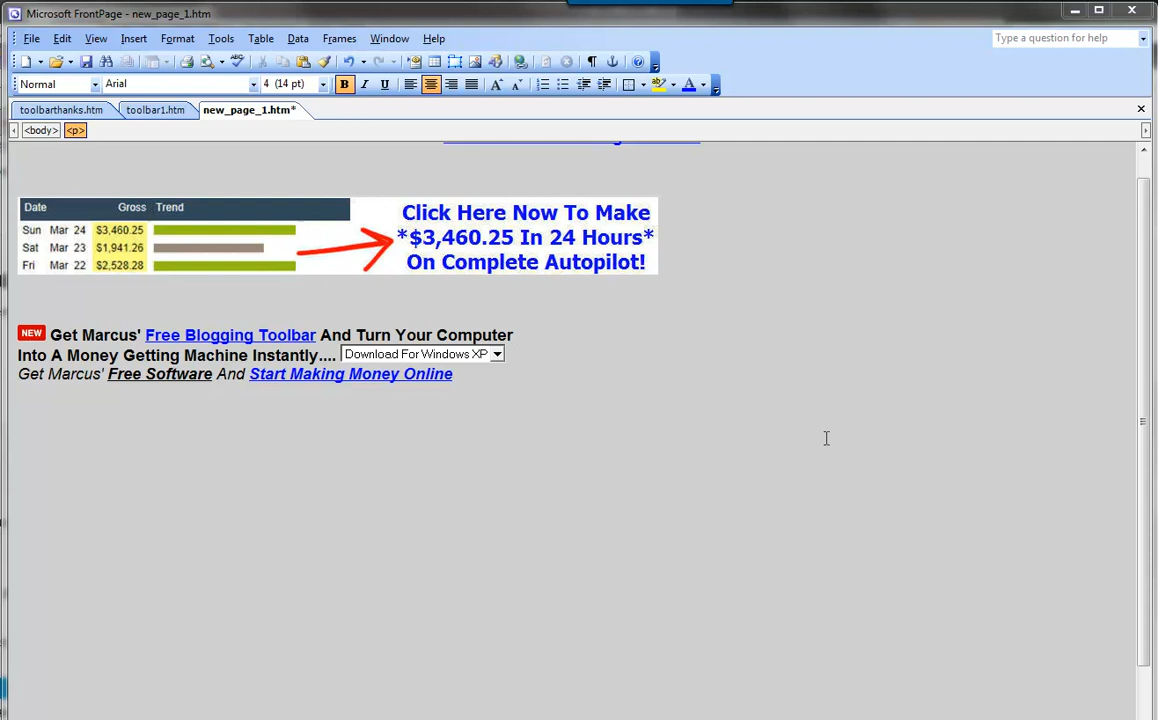 Microsoft FrontPage - new_page_1.htm
File Edit View Insert Format Tools Table Data Frames Window Help
Type a question for help
Normal Arial 4 (14 pt) B I U
toolbarthanks.htm toolbar1.htm new_page_1.htm*
<body> <p>
Date Gross Trend
Sun Mar 24 $3,460.25
Sat Mar 23 $1,941.26
Fri Mar 22 $2,528.28
Click Here Now To Make
*$3,460.25 In 24 Hours*
On Complete Autopilot!
NEW Get Marcus' Free Blogging Toolbar And Turn Your Computer
Into A Money Getting Machine Instantly.... Download For Windows XP
Get Marcus' Free Software And Start Making Money Online